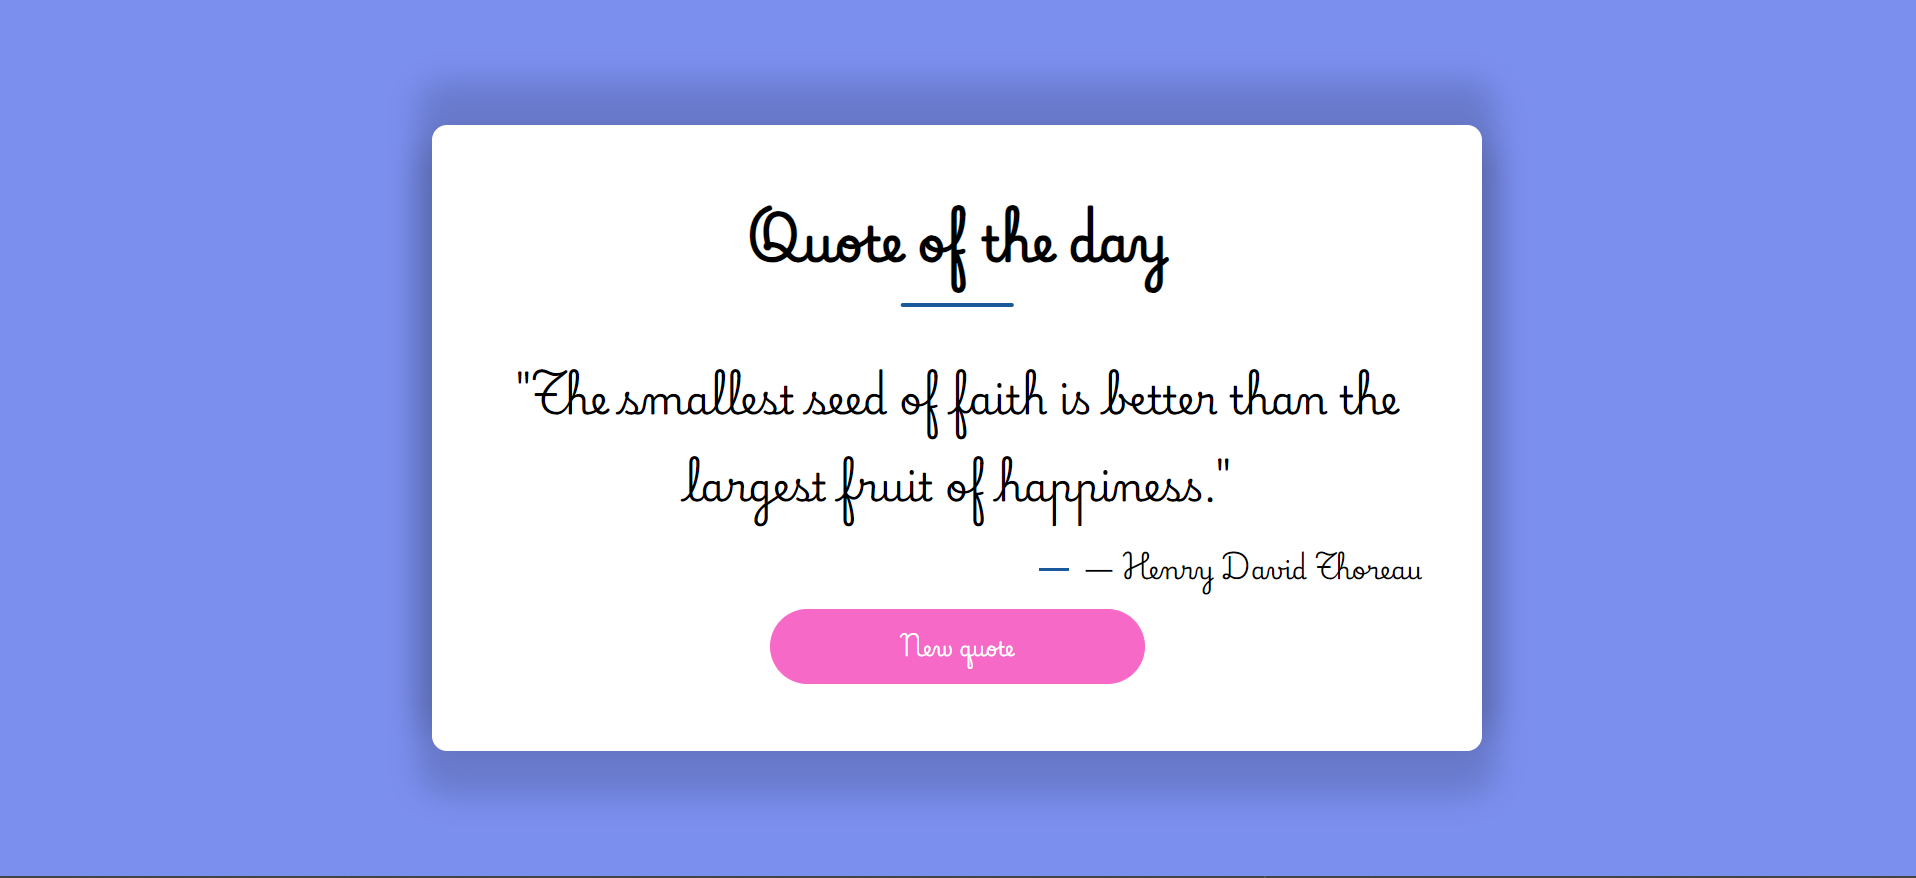 Quote of the day
"The smallest seed of faith is better than the
largest fruit of happiness."
— Henry David Thoreau
New quote